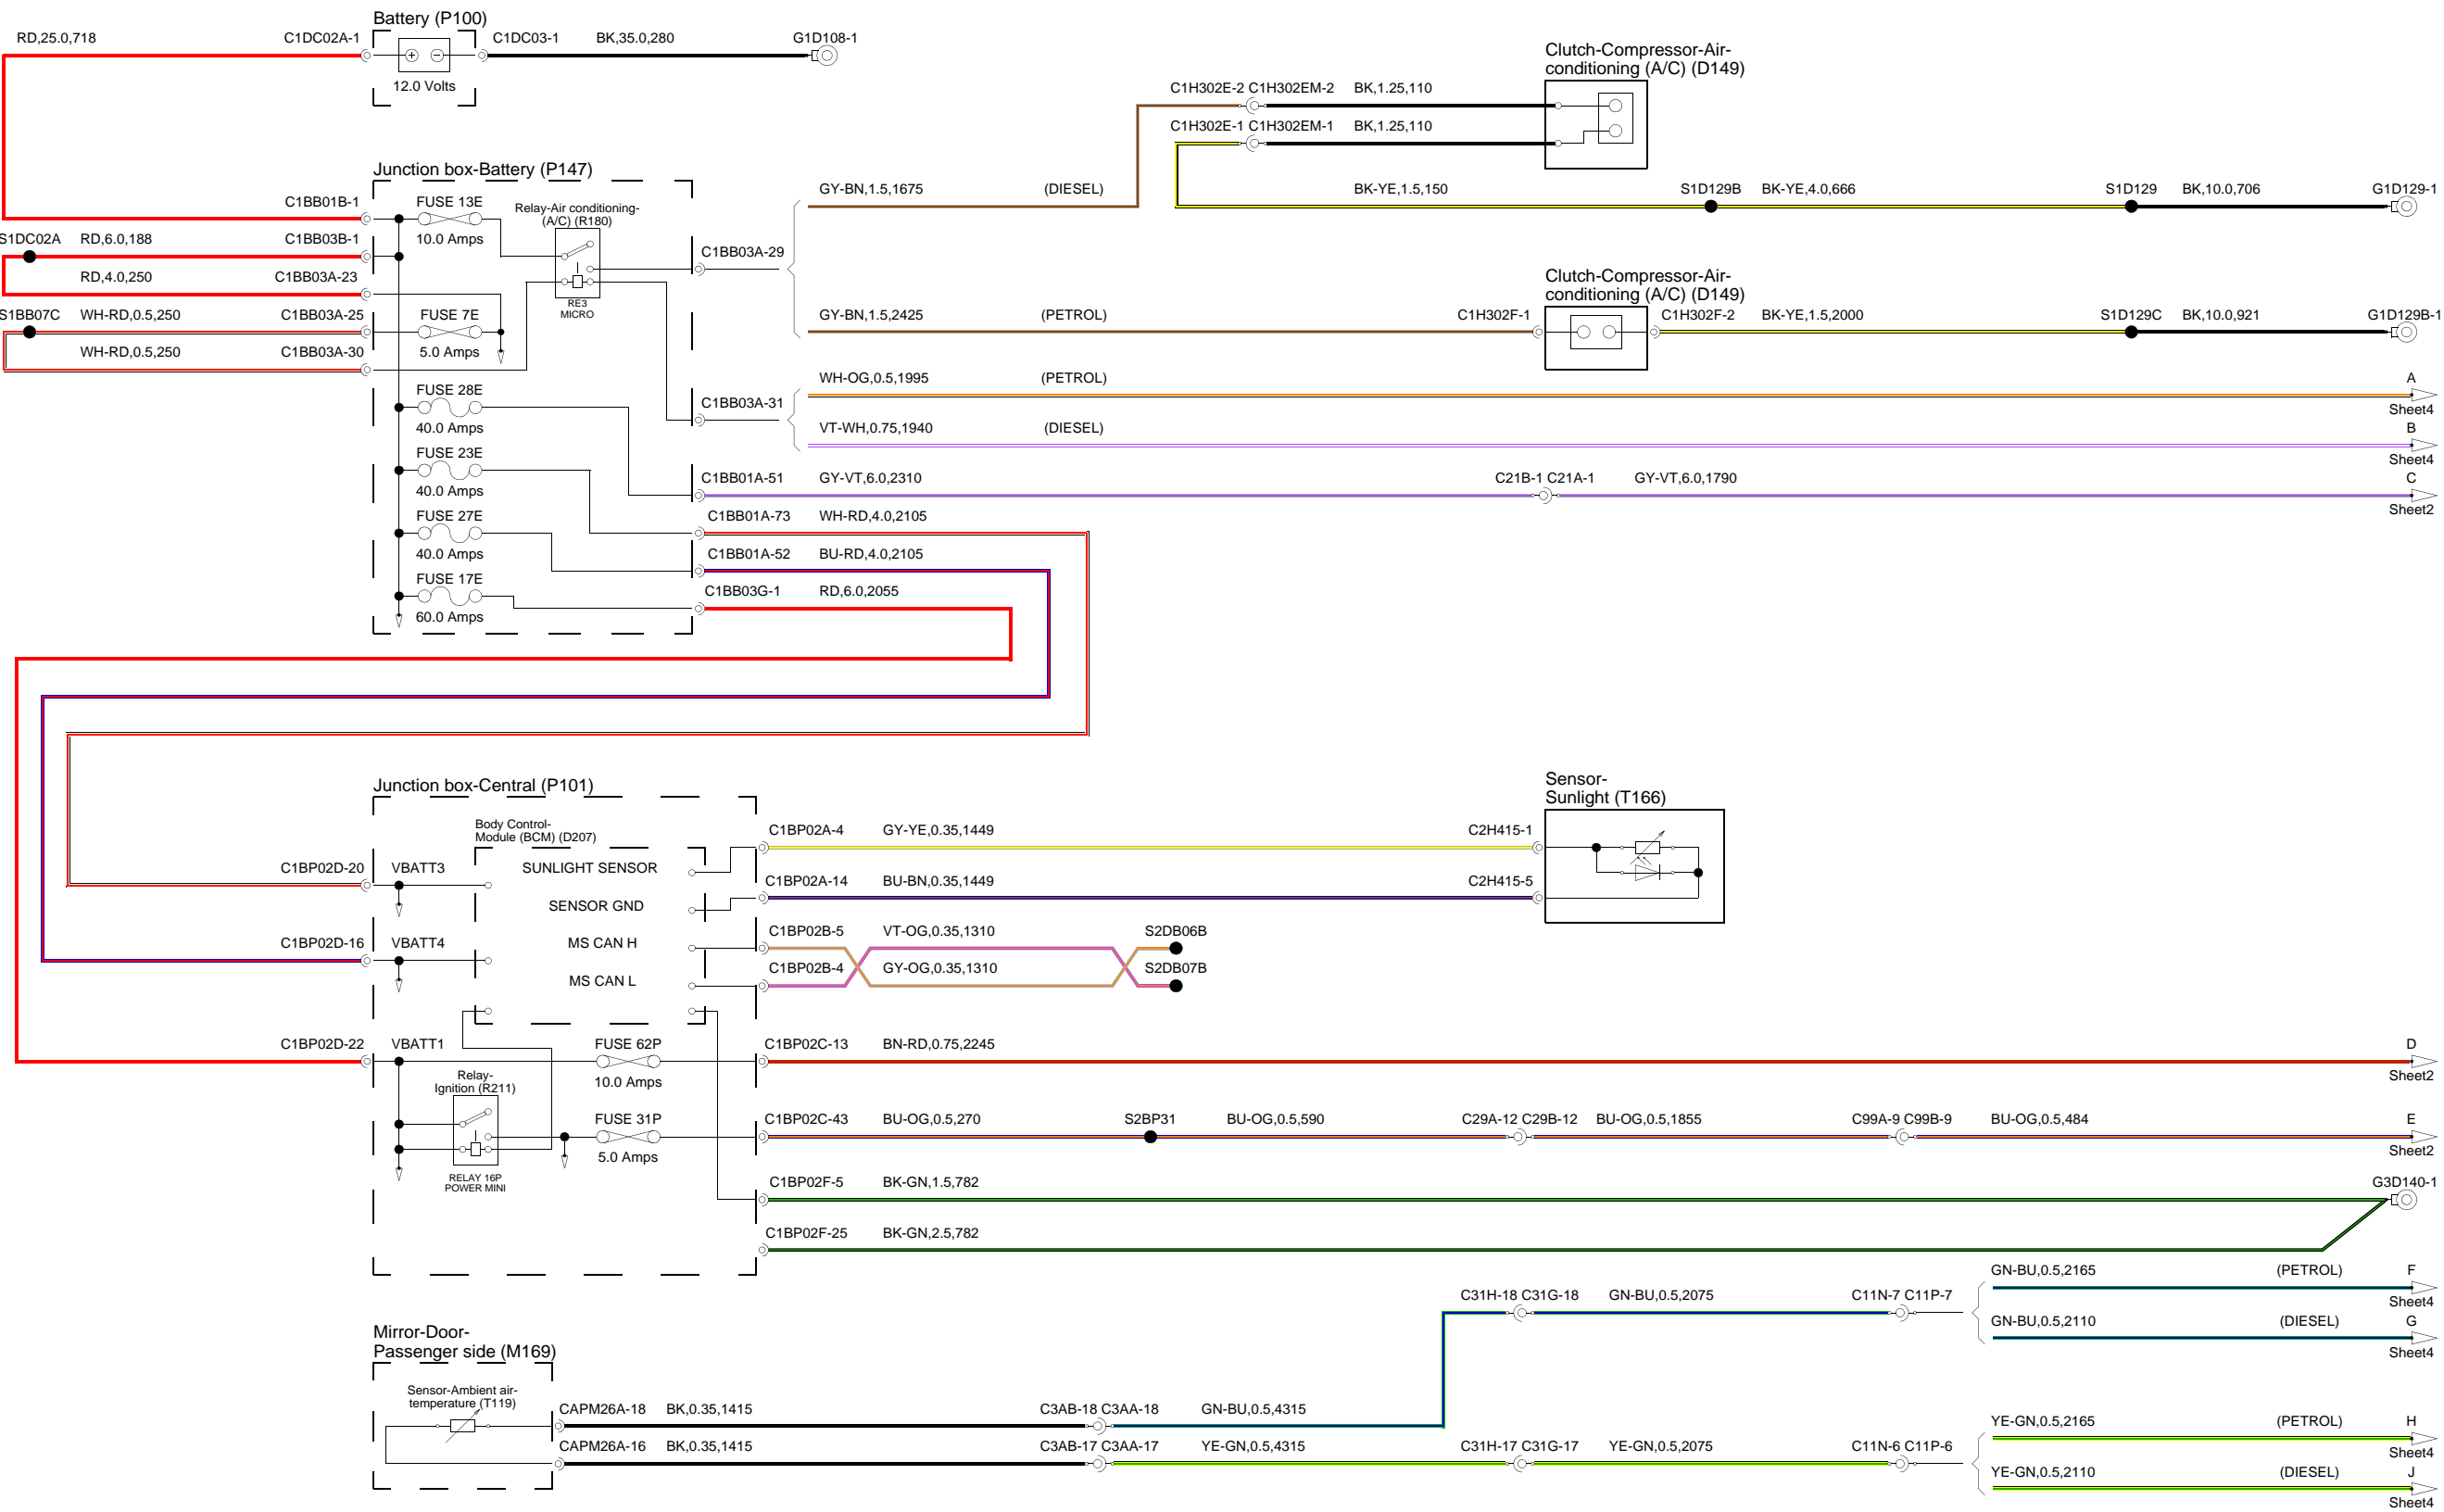 Battery (P100)
RD,25.0,718
C1DC02A-1
C1DC03-1
BK,35.0,280
G1D108-1
12.0 Volts
Clutch-Compressor-Air-
conditioning (A/C) (D149)
C1H302E-2 C1H302EM-2
BK,1.25,110
C1H302E-1 C1H302EM-1
BK,1.25,110
Junction box-Battery (P147)
C1BB01B-1
FUSE 13E
10.0 Amps
Relay-Air conditioning-
(A/C) (R180)
RE3
MICRO
GY-BN,1.5,1675
(DIESEL)
BK-YE,1.5,150
S1D129B
BK-YE,4.0,666
S1D129
BK,10.0,706
G1D129-1
S1DC02A
RD,6.0,188
C1BB03B-1
RD,4.0,250
C1BB03A-23
C1BB03A-29
S1BB07C
WH-RD,0.5,250
C1BB03A-25
FUSE 7E
5.0 Amps
WH-RD,0.5,250
C1BB03A-30
Clutch-Compressor-Air-
conditioning (A/C) (D149)
GY-BN,1.5,2425
(PETROL)
C1H302F-1
C1H302F-2
BK-YE,1.5,2000
S1D129C
BK,10.0,921
G1D129B-1
FUSE 28E
40.0 Amps
C1BB03A-31
WH-OG,0.5,1995
(PETROL)
A
Sheet4
VT-WH,0.75,1940
(DIESEL)
B
Sheet4
FUSE 23E
40.0 Amps
C1BB01A-51
GY-VT,6.0,2310
C21B-1 C21A-1
GY-VT,6.0,1790
C
Sheet2
FUSE 27E
40.0 Amps
C1BB01A-73
WH-RD,4.0,2105
C1BB01A-52
BU-RD,4.0,2105
FUSE 17E
60.0 Amps
C1BB03G-1
RD,6.0,2055
Junction box-Central (P101)
Body Control-
Module (BCM) (D207)
Sensor-
Sunlight (T166)
C1BP02D-20
VBATT3
SUNLIGHT SENSOR
C1BP02A-4
GY-YE,0.35,1449
C2H415-1
SENSOR GND
C1BP02A-14
BU-BN,0.35,1449
C2H415-5
C1BP02D-16
VBATT4
MS CAN H
C1BP02B-5
VT-OG,0.35,1310
S2DB06B
MS CAN L
C1BP02B-4
GY-OG,0.35,1310
S2DB07B
C1BP02D-22
VBATT1
FUSE 62P
10.0 Amps
C1BP02C-13
BN-RD,0.75,2245
D
Sheet2
Relay-
Ignition (R211)
RELAY 16P
POWER MINI
FUSE 31P
5.0 Amps
C1BP02C-43
BU-OG,0.5,270
S2BP31
BU-OG,0.5,590
C29A-12 C29B-12
BU-OG,0.5,1855
C99A-9 C99B-9
BU-OG,0.5,484
E
Sheet2
C1BP02F-5
BK-GN,1.5,782
G3D140-1
C1BP02F-25
BK-GN,2.5,782
C31H-18 C31G-18
GN-BU,0.5,2075
C11N-7 C11P-7
GN-BU,0.5,2165
(PETROL)
F
Sheet4
GN-BU,0.5,2110
(DIESEL)
G
Sheet4
Mirror-Door-
Passenger side (M169)
Sensor-Ambient air-
temperature (T119)
CAPM26A-18
BK,0.35,1415
C3AB-18 C3AA-18
GN-BU,0.5,4315
CAPM26A-16
BK,0.35,1415
C3AB-17 C3AA-17
YE-GN,0.5,4315
C31H-17 C31G-17
YE-GN,0.5,2075
C11N-6 C11P-6
YE-GN,0.5,2165
(PETROL)
H
Sheet4
YE-GN,0.5,2110
(DIESEL)
J
Sheet4